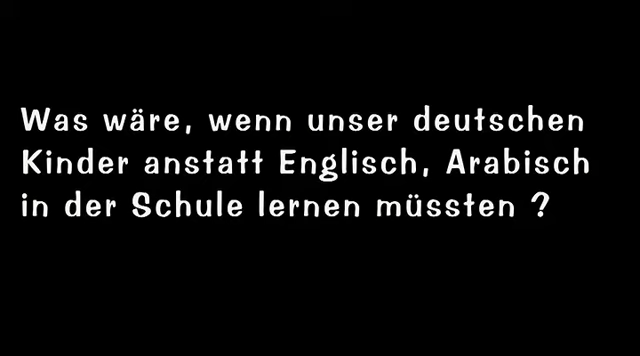 Was wäre, wenn unser deutschen
Kinder anstatt Englisch, Arabisch
in der Schule lernen müssten ?